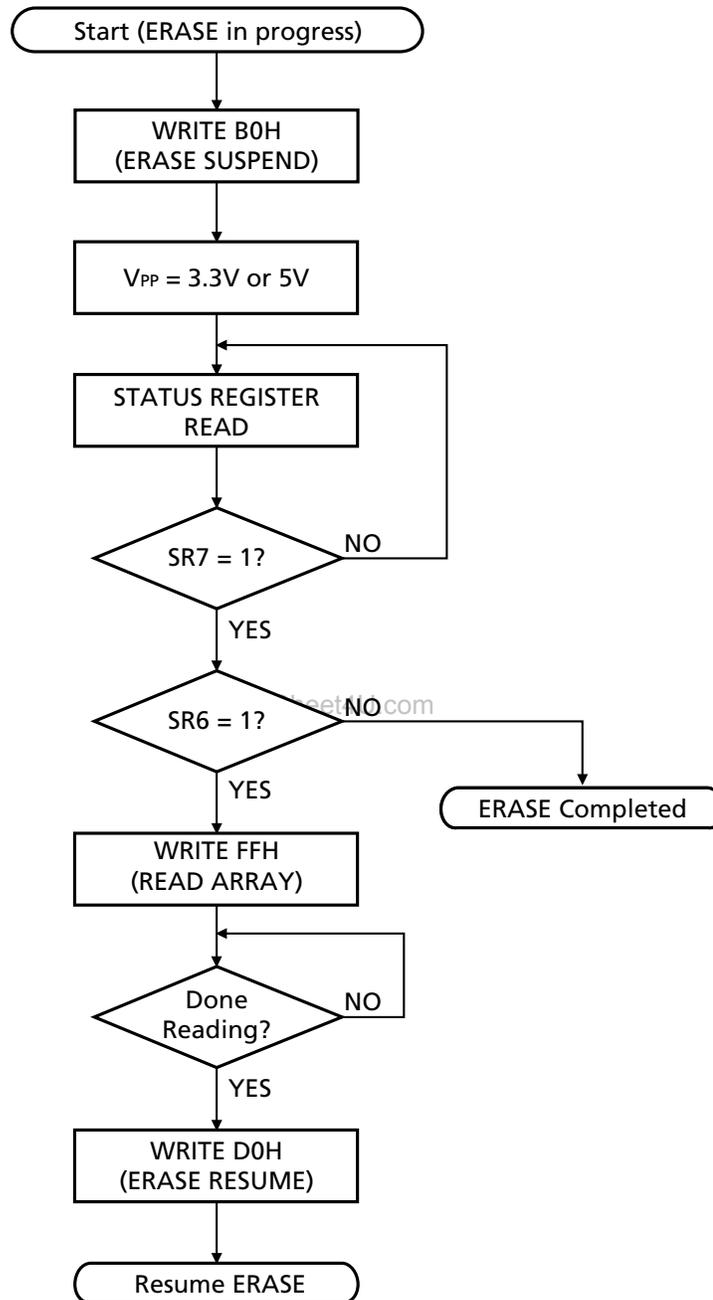 Start (ERASE in progress)
WRITE B0H
(ERASE SUSPEND)
VPP = 3.3V or 5V
STATUS REGISTER
READ
SR7 = 1?
NO
YES
SR6 = 1?
NO
YES
ERASE Completed
WRITE FFH
(READ ARRAY)
Done
Reading?
NO
YES
WRITE D0H
(ERASE RESUME)
Resume ERASE